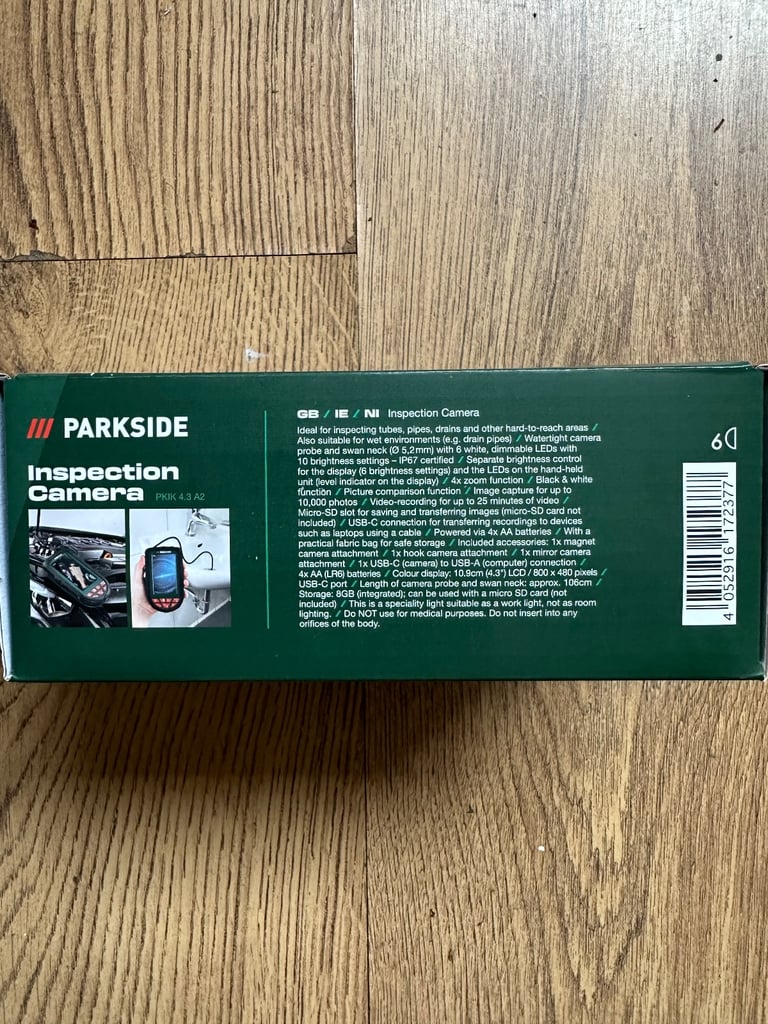 PARKSIDE
Inspection
Camera PKIK 4.3 A2
GB / IE / NI Inspection Camera
Ideal for inspecting tubes, pipes, drains and other hard-to-reach areas /
Also suitable for wet environments (e.g. drain pipes) / Watertight camera
probe and swan neck (Ø 5,2mm) with 6 white, dimmable LEDs with
10 brightness settings – IP67 certified / Separate brightness control
for the display (6 brightness settings) and the LEDs on the hand-held
unit (level indicator on the display) / 4x zoom function / Black & white
function / Picture comparison function / Image capture for up to
10,000 photos / Video-recording for up to 25 minutes of video /
Micro-SD slot for saving and transferring images (micro-SD card not
included) / USB-C connection for transferring recordings to devices
such as laptops using a cable / Powered via 4x AA batteries / With a
practical fabric bag for safe storage / Included accessories: 1x magnet
camera attachment / 1x hook camera attachment / 1x mirror camera
attachment / 1x USB-C (camera) to USB-A (computer) connection /
4x AA (LR6) batteries / Colour display: 10.9cm (4.3") LCD / 800 x 480 pixels /
USB-C port / Length of camera probe and swan neck: approx. 106cm /
Storage: 8GB (integrated); can be used with a micro SD card (not
included) / This is a speciality light suitable as a work light, not as room
lighting. / Do NOT use for medical purposes. Do not insert into any
orifices of the body.
6
4 052916 172377